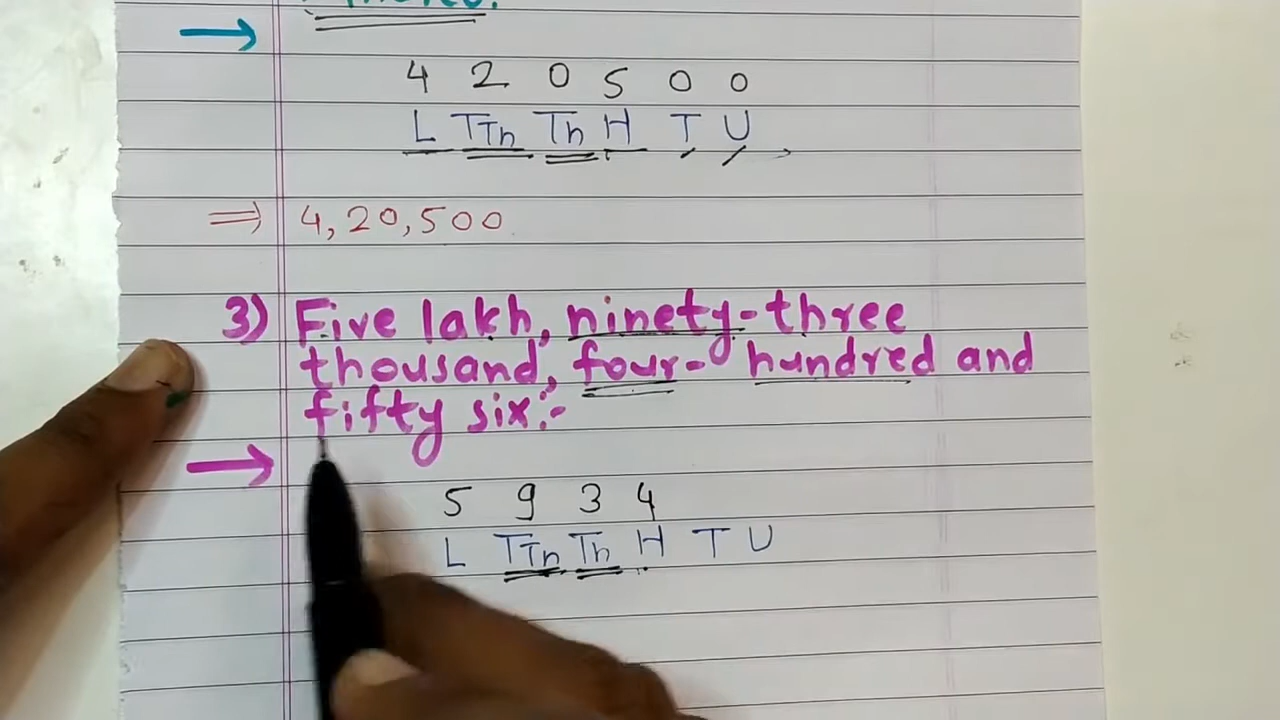 4 2 0 5 0 0
L TTh Th H T U
⇒ 4,20,500
3) Five lakh, ninety-three
thousand, four- hundred and
fifty six:-
→ 5 9 3 4
L TTh Th H T U